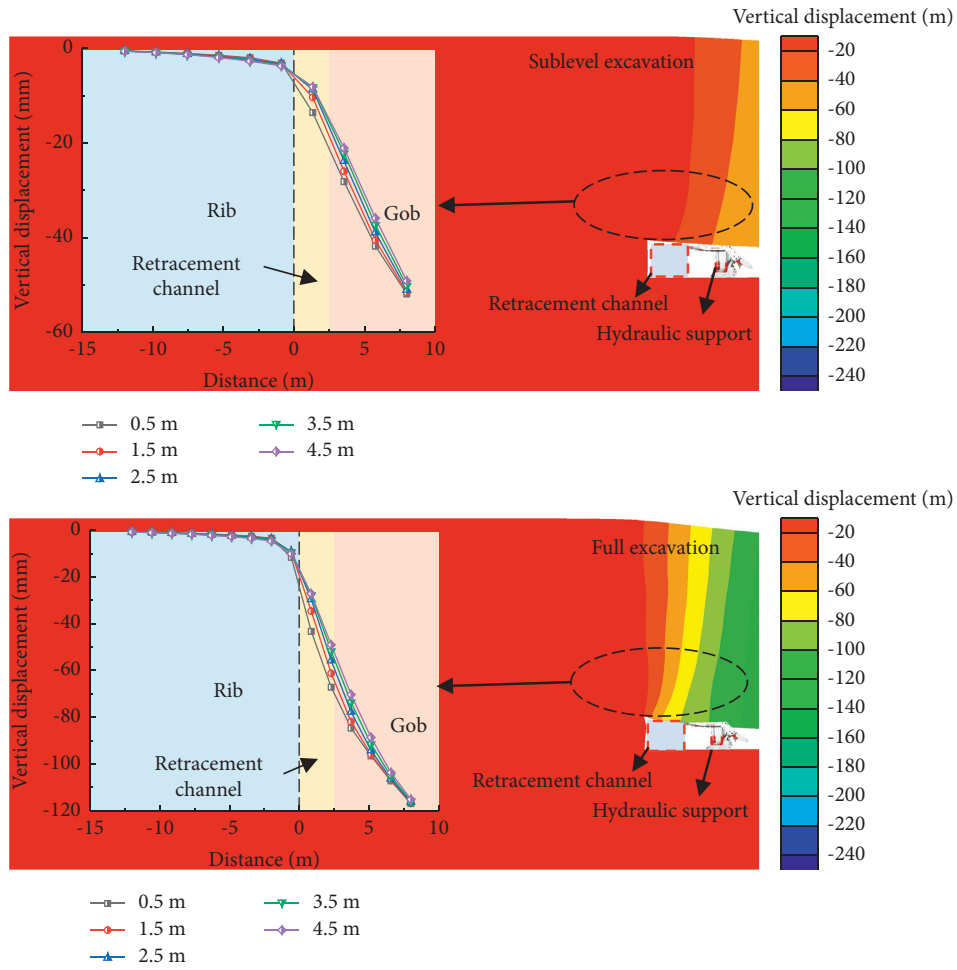 Vertical displacement (m)
Sublevel excavation
-20
-40
-60
-80
-100
-120
-140
-160
-180
-200
-220
-240
Retracement channel
Hydraulic support
Vertical displacement (mm)
0
-20
-40
-60
Rib
Retracement
channel
Gob
-15
-10
-5
0
5
10
Distance (m)
0.5 m
1.5 m
2.5 m
3.5 m
4.5 m
Vertical displacement (m)
Full excavation
-20
-40
-60
-80
-100
-120
-140
-160
-180
-200
-220
-240
Retracement channel
Hydraulic support
Vertical displacement (mm)
0
-20
-40
-60
-80
-100
-120
Rib
Retracement
channel
Gob
-15
-10
-5
0
5
10
Distance (m)
0.5 m
1.5 m
2.5 m
3.5 m
4.5 m